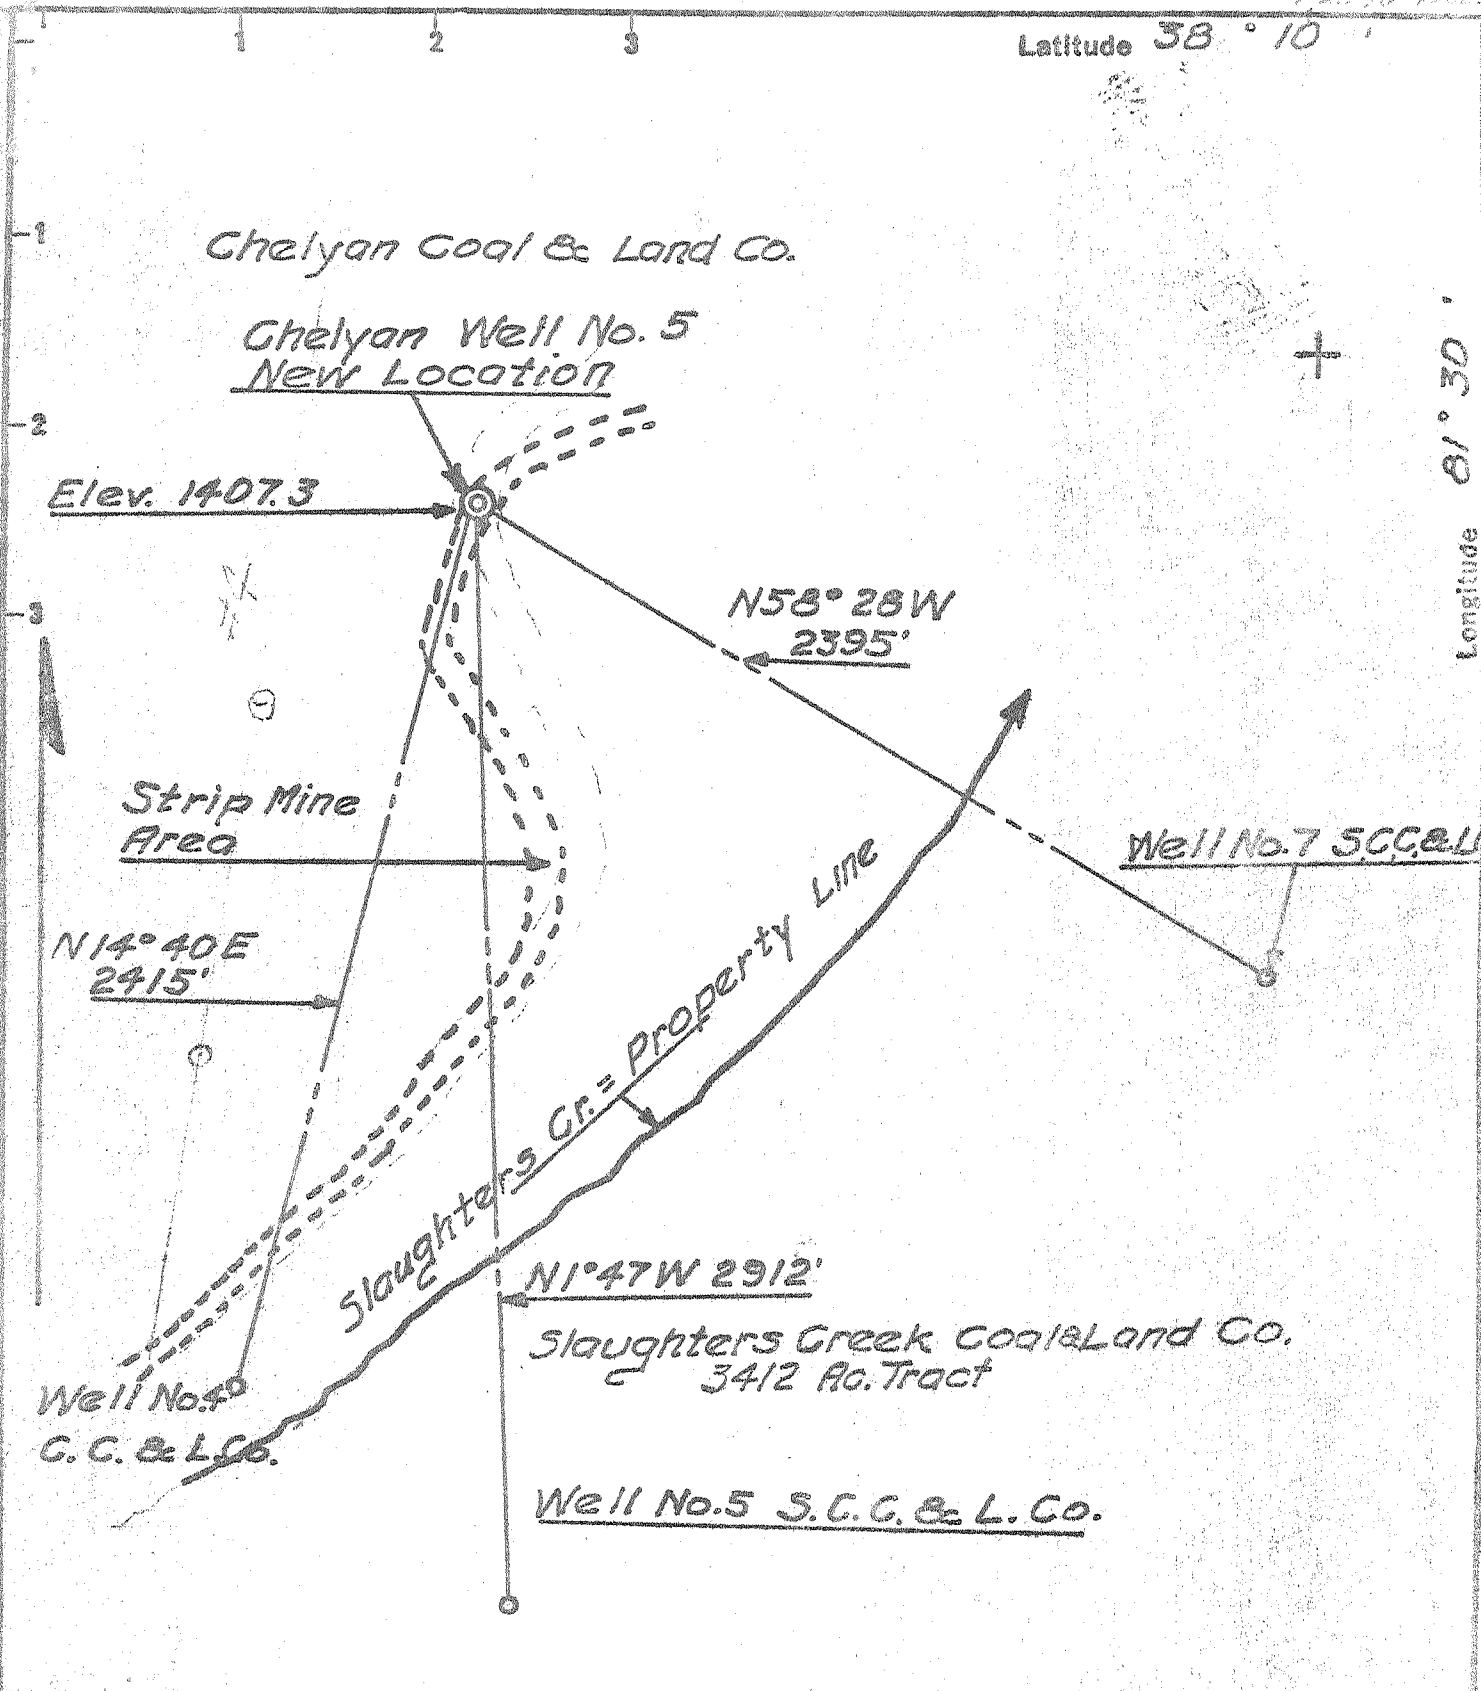 1 2 3
Latitude 38 ° 10 '
1
Chelyan Coal & Land Co.
Chelyan Well No. 5
New Location
81 ° 30 '
Longitude
2
Elev. 1407.3
3
N58° 28W
2395'
Strip Mine
Area
Well No.7 S.C.C.&L
N14° 40E
2415'
Slaughters Cr. = Property Line
N1°47W 2912'
Slaughters Creek Coal&Land Co.
3412 Ac. Tract
Well No.4
C. C. & L. Co.
Well No.5 S. C. C. & L. Co.